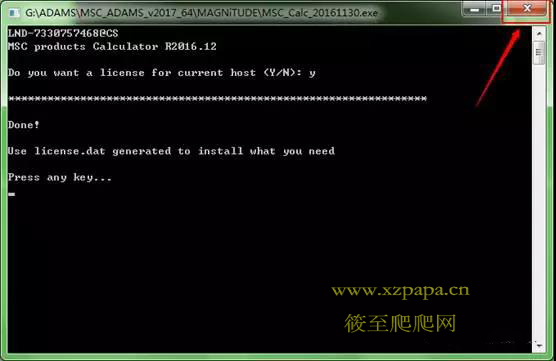 G:\ADAMS\MSC_ADAMS_v2017_64\MAGNiTUDE\MSC_Calc_20161130.exe
LND-7330757468@CS
MSC products Calculator R2016.12
Do you want a license for current host (Y/N): y
****************************************************************
Done!
Use license.dat generated to install what you need
Press any key...
www.xzpapa.cn
筱至爬爬网